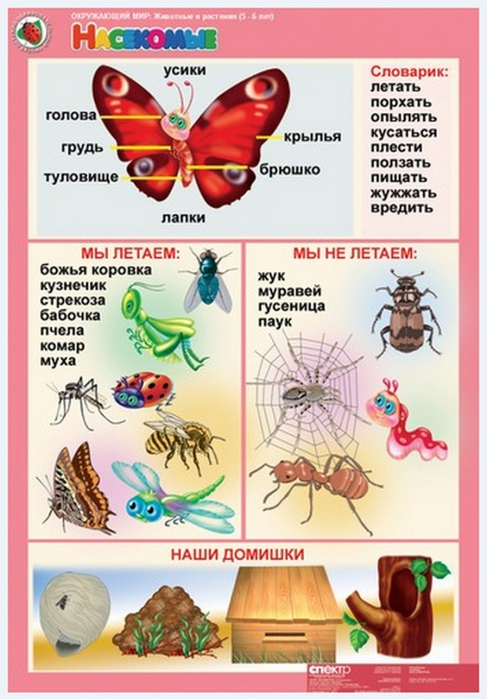 ОКРУЖАЮЩИЙ МИР: Животные и растения (5 - 6 лет)
НАСЕКОМЫЕ
усики
голова
грудь
туловище
крылья
брюшко
лапки
Словарик:
летать
порхать
опылять
кусаться
плести
ползать
пищать
жужжать
вредить
МЫ ЛЕТАЕМ:
божья коровка
кузнечик
стрекоза
бабочка
пчела
комар
муха
МЫ НЕ ЛЕТАЕМ:
жук
муравей
гусеница
паук
НАШИ ДОМИШКИ
спектр